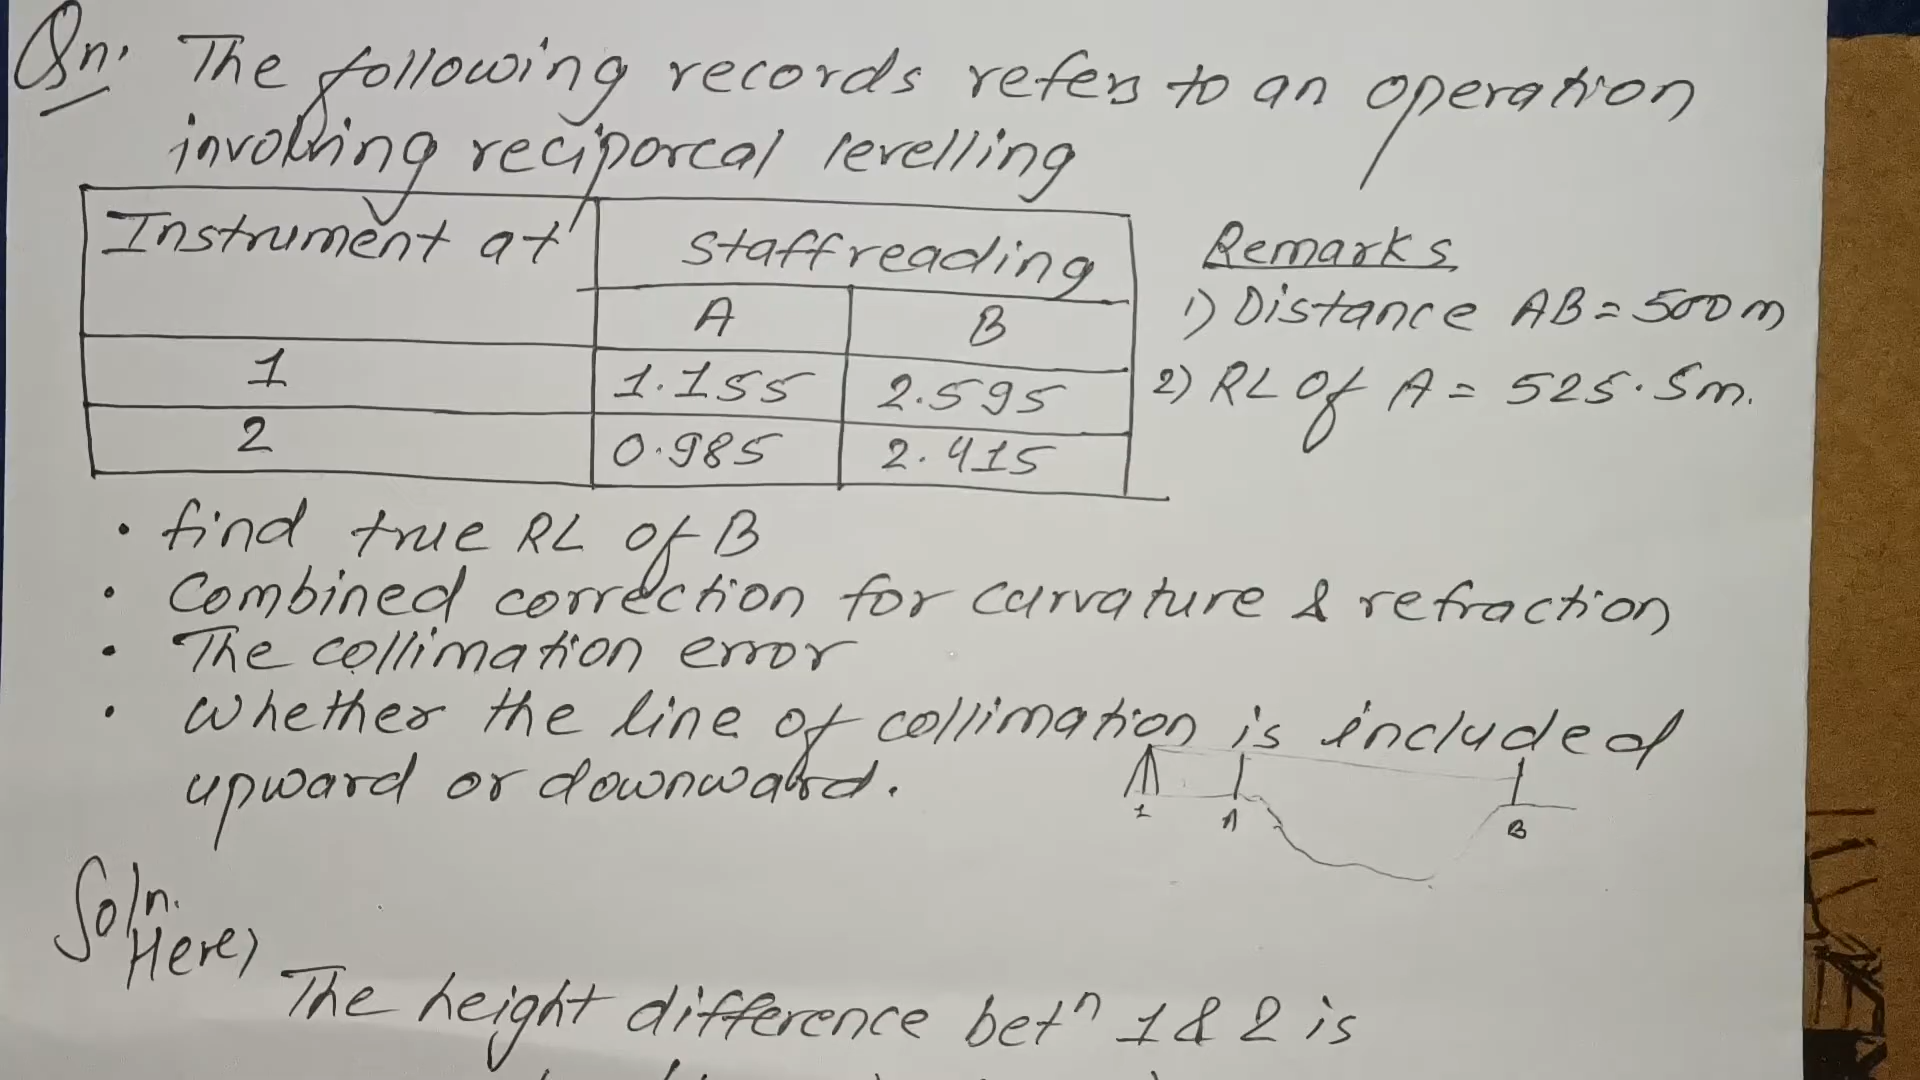 Qn. The following records refers to an operation
involving reciporcal levelling
Instrument at Staff reading
A B
1 1.155 2.595
2 0.985 2.415
Remarks
1) Distance AB = 500m
2) RL of A = 525.5m.
• find true RL of B
• Combined correction for curvature & refraction
• The collimation error
• Whether the line of collimation is included
upward or downward.
1 A B
Soln.
Here,
The height difference betn 1 & 2 is